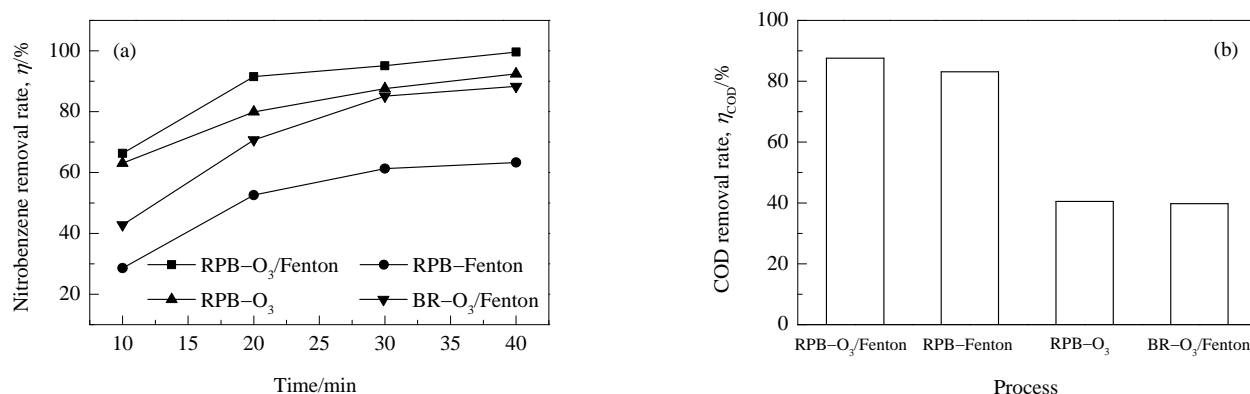 (a)
Nitrobenzene removal rate, η/%
100
80
60
40
20
RPB−O₃/Fenton
RPB−Fenton
RPB−O₃
BR−O₃/Fenton
10 15 20 25 30 35 40
Time/min
(b)
COD removal rate, η_COD/%
100
80
60
40
20
0
RPB−O₃/Fenton RPB−Fenton RPB−O₃ BR−O₃/Fenton
Process